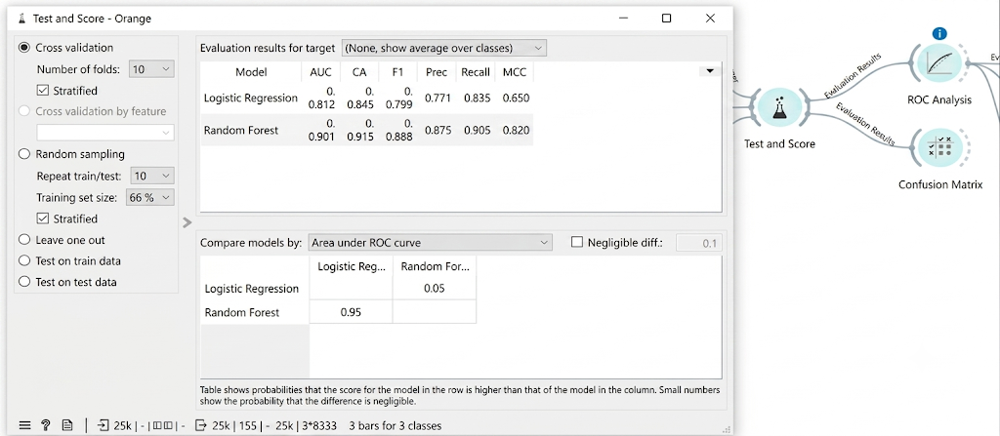 Test and Score - Orange
Cross validation
Number of folds: 10
Stratified
Cross validation by feature
Random sampling
Repeat train/test: 10
Training set size: 66 %
Stratified
Leave one out
Test on train data
Test on test data
Evaluation results for target (None, show average over classes)
Model AUC CA F1 Prec Recall MCC
0. 0. 0.
Logistic Regression 0.812 0.845 0.799 0.771 0.835 0.650
0. 0. 0.
Random Forest 0.901 0.915 0.888 0.875 0.905 0.820
Compare models by: Area under ROC curve Negligible diff.: 0.1
Logistic Reg... Random For...
Logistic Regression 0.05
Random Forest 0.95
Table shows probabilities that the score for the model in the row is higher than that of the model in the column. Small numbers
show the probability that the difference is negligible.
25k | - | - 25k | 155 | - 25k | 3*8333 3 bars for 3 classes
Test and Score
Evaluation Results
Evaluation Results
ROC Analysis
Confusion Matrix
Ev